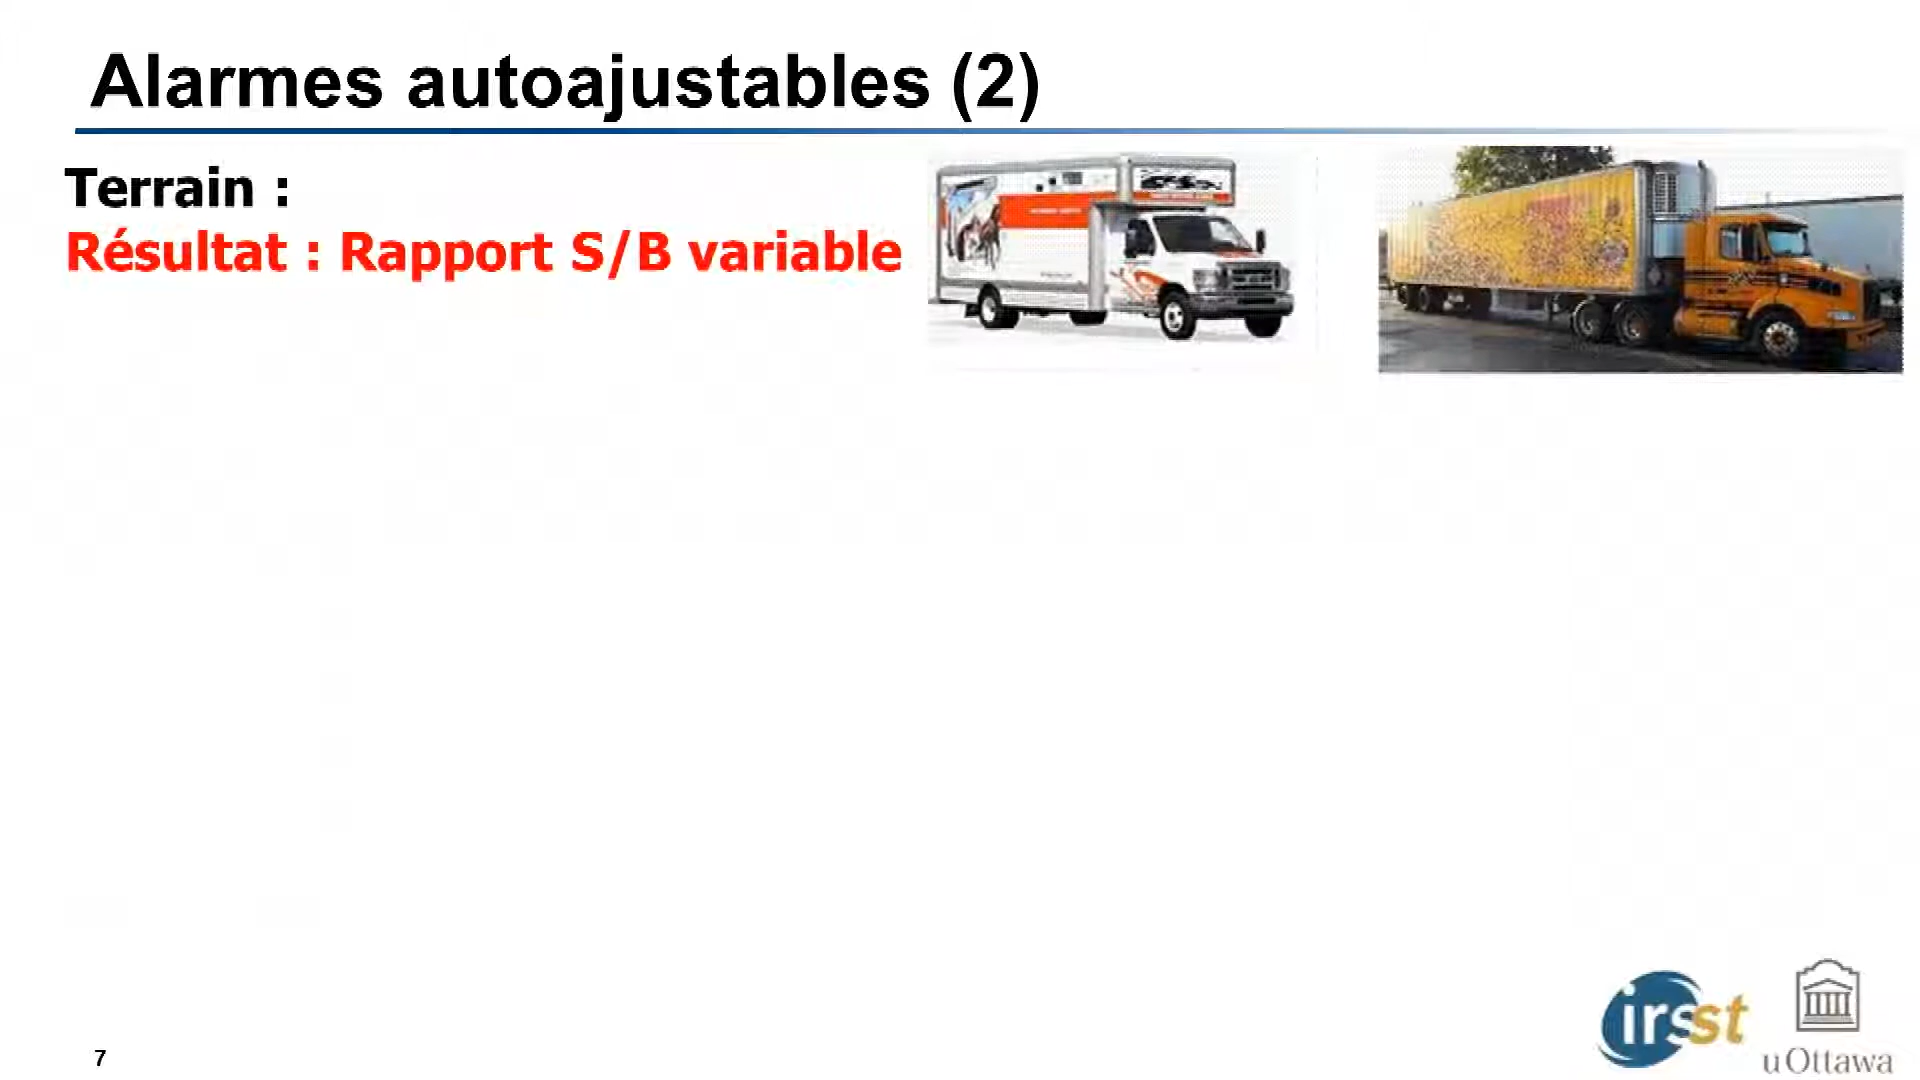 Alarmes autoajustables (2)
Terrain :
Résultat : Rapport S/B variable
irsst
uOttawa
7